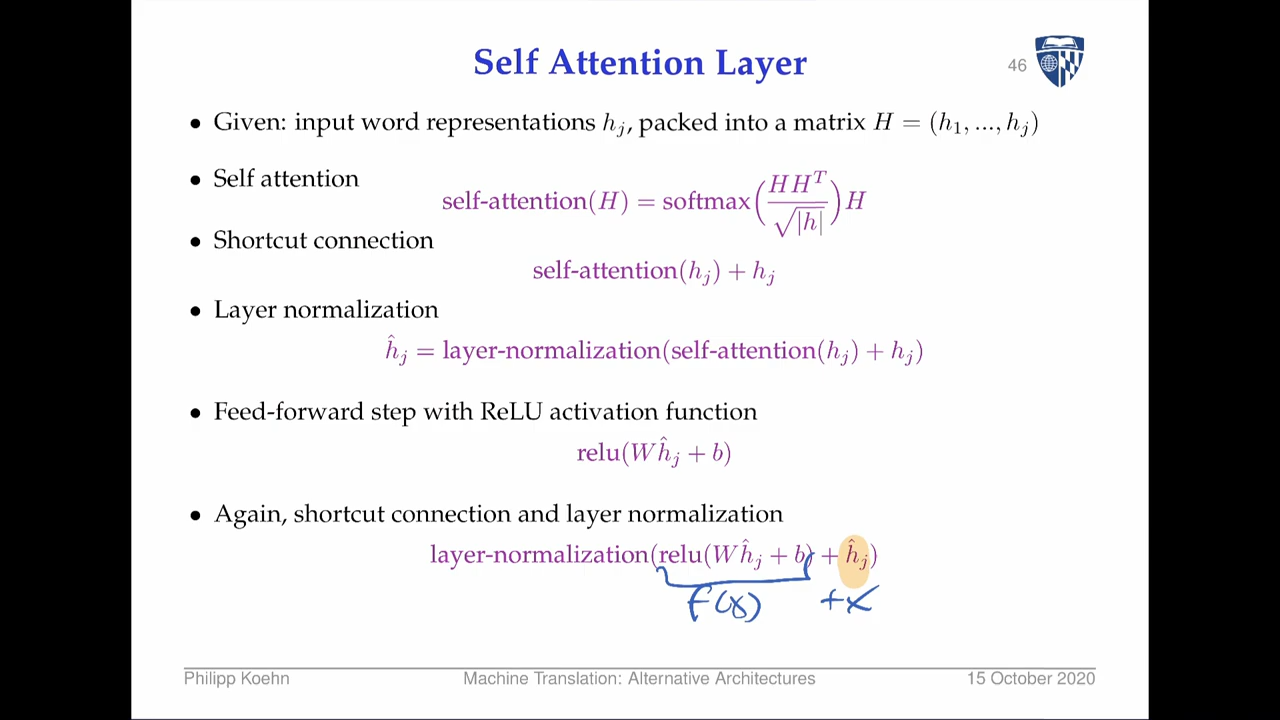 Self Attention Layer
46
• Given: input word representations hⱼ, packed into a matrix H = (h₁, ..., hⱼ)
• Self attention
self-attention(H) = softmax(HHᵀ/√|h|)H
• Shortcut connection
self-attention(hⱼ) + hⱼ
• Layer normalization
ĥⱼ = layer-normalization(self-attention(hⱼ) + hⱼ)
• Feed-forward step with ReLU activation function
relu(Wĥⱼ + b)
• Again, shortcut connection and layer normalization
layer-normalization(relu(Wĥⱼ + b) + ĥⱼ)
F(x) +x
Philipp Koehn Machine Translation: Alternative Architectures 15 October 2020